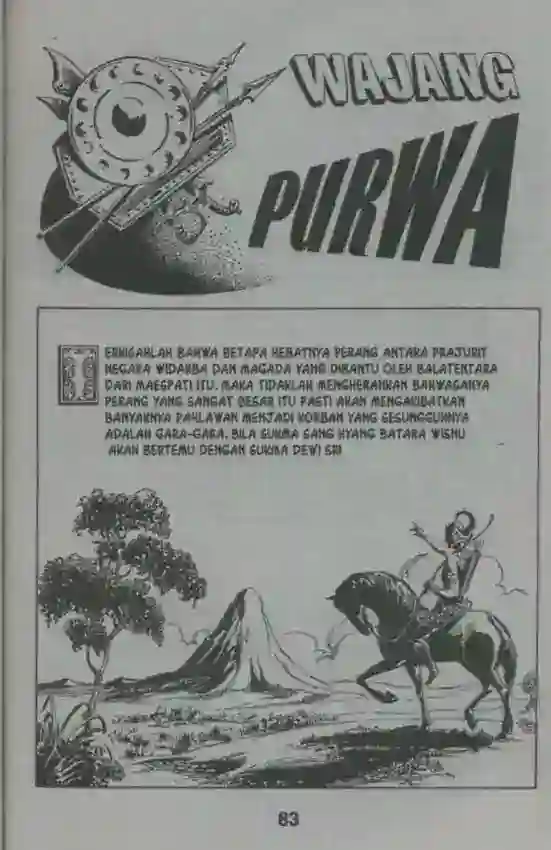 WAJANG
PURWA
TERKISAHLAH BAHWA BETAPA HEBATNYA PERANG ANTARA PRAJURIT
NEGARA WIDARBA DAN MAGADA YANG DIBANTU OLEH BALATENTARA
DARI MAESPATI ITU. MAKA TIDAKLAH MENGHERANKAN BAHWASANYA
PERANG YANG SANGAT BESAR ITU PASTI AKAN MENGAKIBATKAN
BANYAKNYA PAHLAWAN MENJADI KORBAN YANG SESUNGGUHNYA
ADALAH GARA-GARA, BILA SUKMA SANG HYANG BATARA WISNU
AKAN BERTEMU DENGAN SUKMA DEWI SRI
83